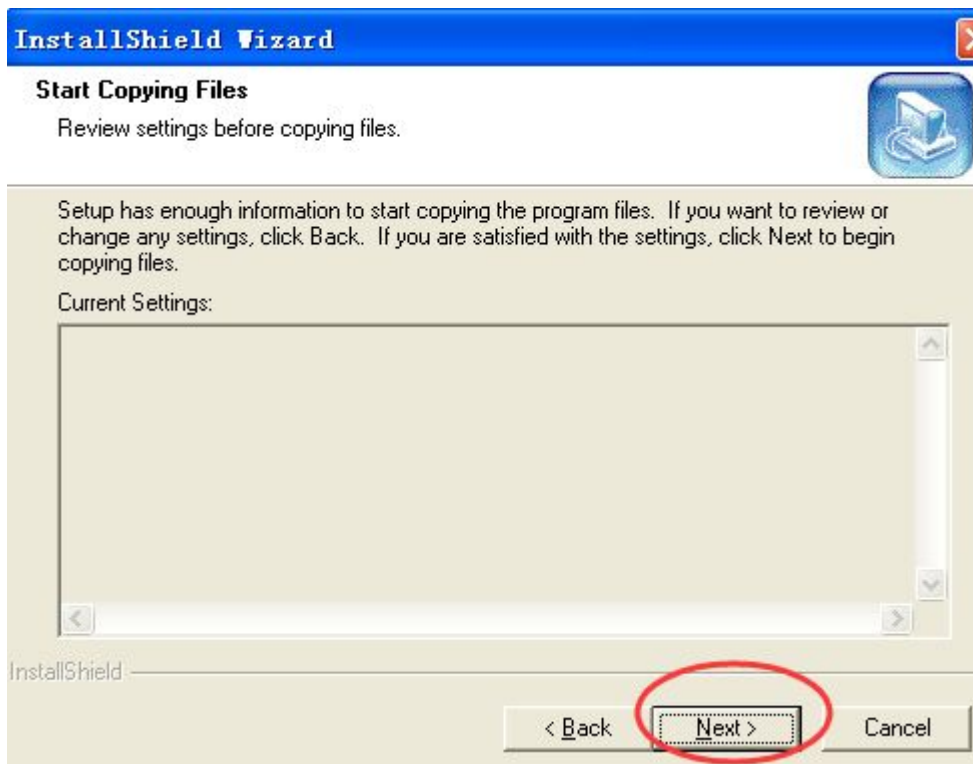 InstallShield Wizard
Start Copying Files
Review settings before copying files.
Setup has enough information to start copying the program files. If you want to review or
change any settings, click Back. If you are satisfied with the settings, click Next to begin
copying files.
Current Settings:
InstallShield
< Back
Next >
Cancel